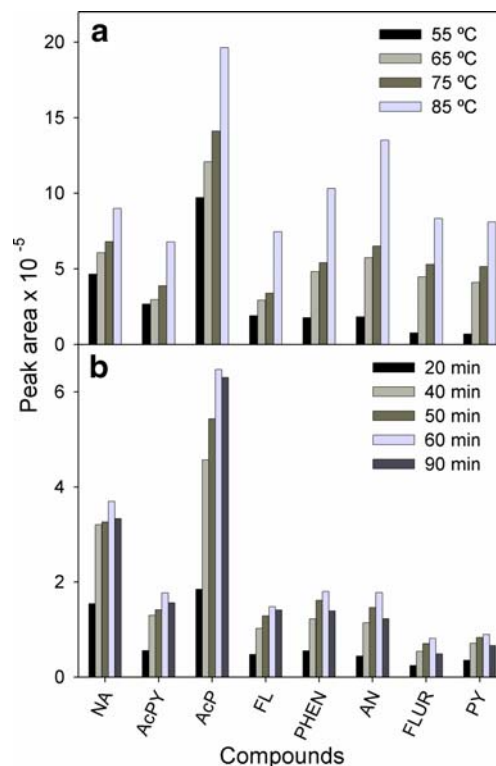 a
20
15
10
5
0
55 ºC
65 ºC
75 ºC
85 ºC
Peak area x 10 -5
b
6
4
2
0
20 min
40 min
50 min
60 min
90 min
NA
AcPY
AcP
FL
PHEN
AN
FLUR
PY
Compounds